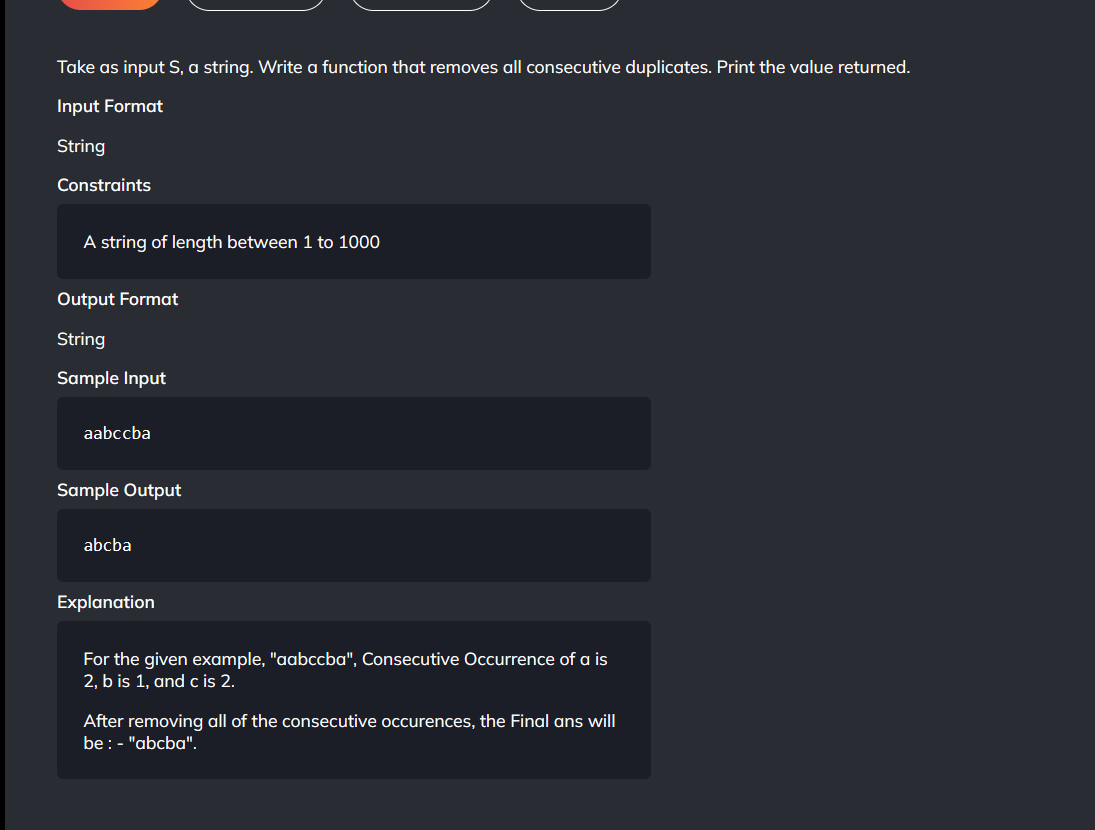 Take as input S, a string. Write a function that removes all consecutive duplicates. Print the value returned.
Input Format
String
Constraints
A string of length between 1 to 1000
Output Format
String
Sample Input
aabccba
Sample Output
abcba
Explanation
For the given example, "aabccba", Consecutive Occurrence of a is
2, b is 1, and c is 2.
After removing all of the consecutive occurences, the Final ans will
be : - "abcba".